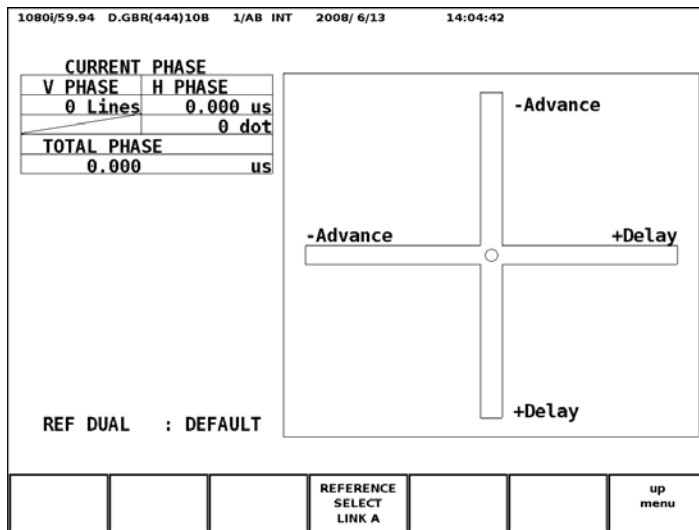 1080i/59.94 D.GBR(444)10B 1/AB INT 2008/ 6/13 14:04:42
CURRENT PHASE
V PHASE H PHASE
0 Lines 0.000 us
0 dot
TOTAL PHASE
0.000 us
-Advance
-Advance +Delay
+Delay
REF DUAL : DEFAULT
REFERENCE
SELECT
LINK A
up
menu